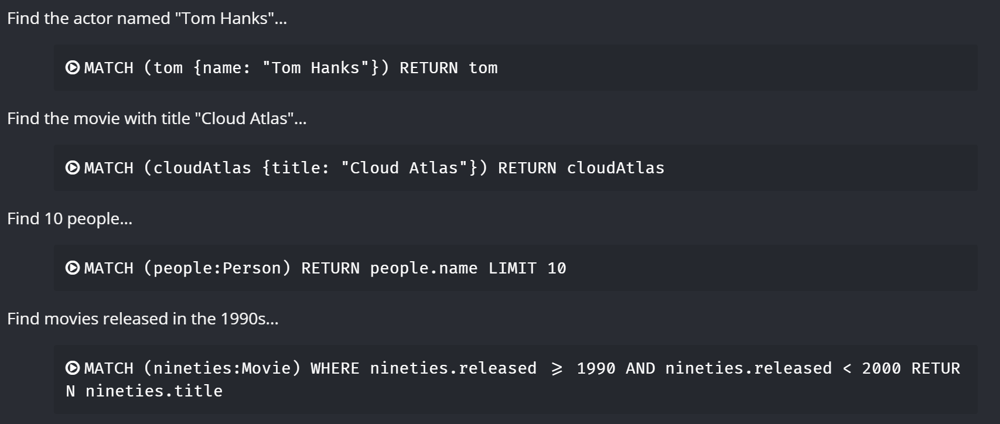 Find the actor named "Tom Hanks"...
MATCH (tom {name: "Tom Hanks"}) RETURN tom
Find the movie with title "Cloud Atlas"...
MATCH (cloudAtlas {title: "Cloud Atlas"}) RETURN cloudAtlas
Find 10 people...
MATCH (people:Person) RETURN people.name LIMIT 10
Find movies released in the 1990s...
MATCH (nineties:Movie) WHERE nineties.released >= 1990 AND nineties.released < 2000 RETUR
N nineties.title